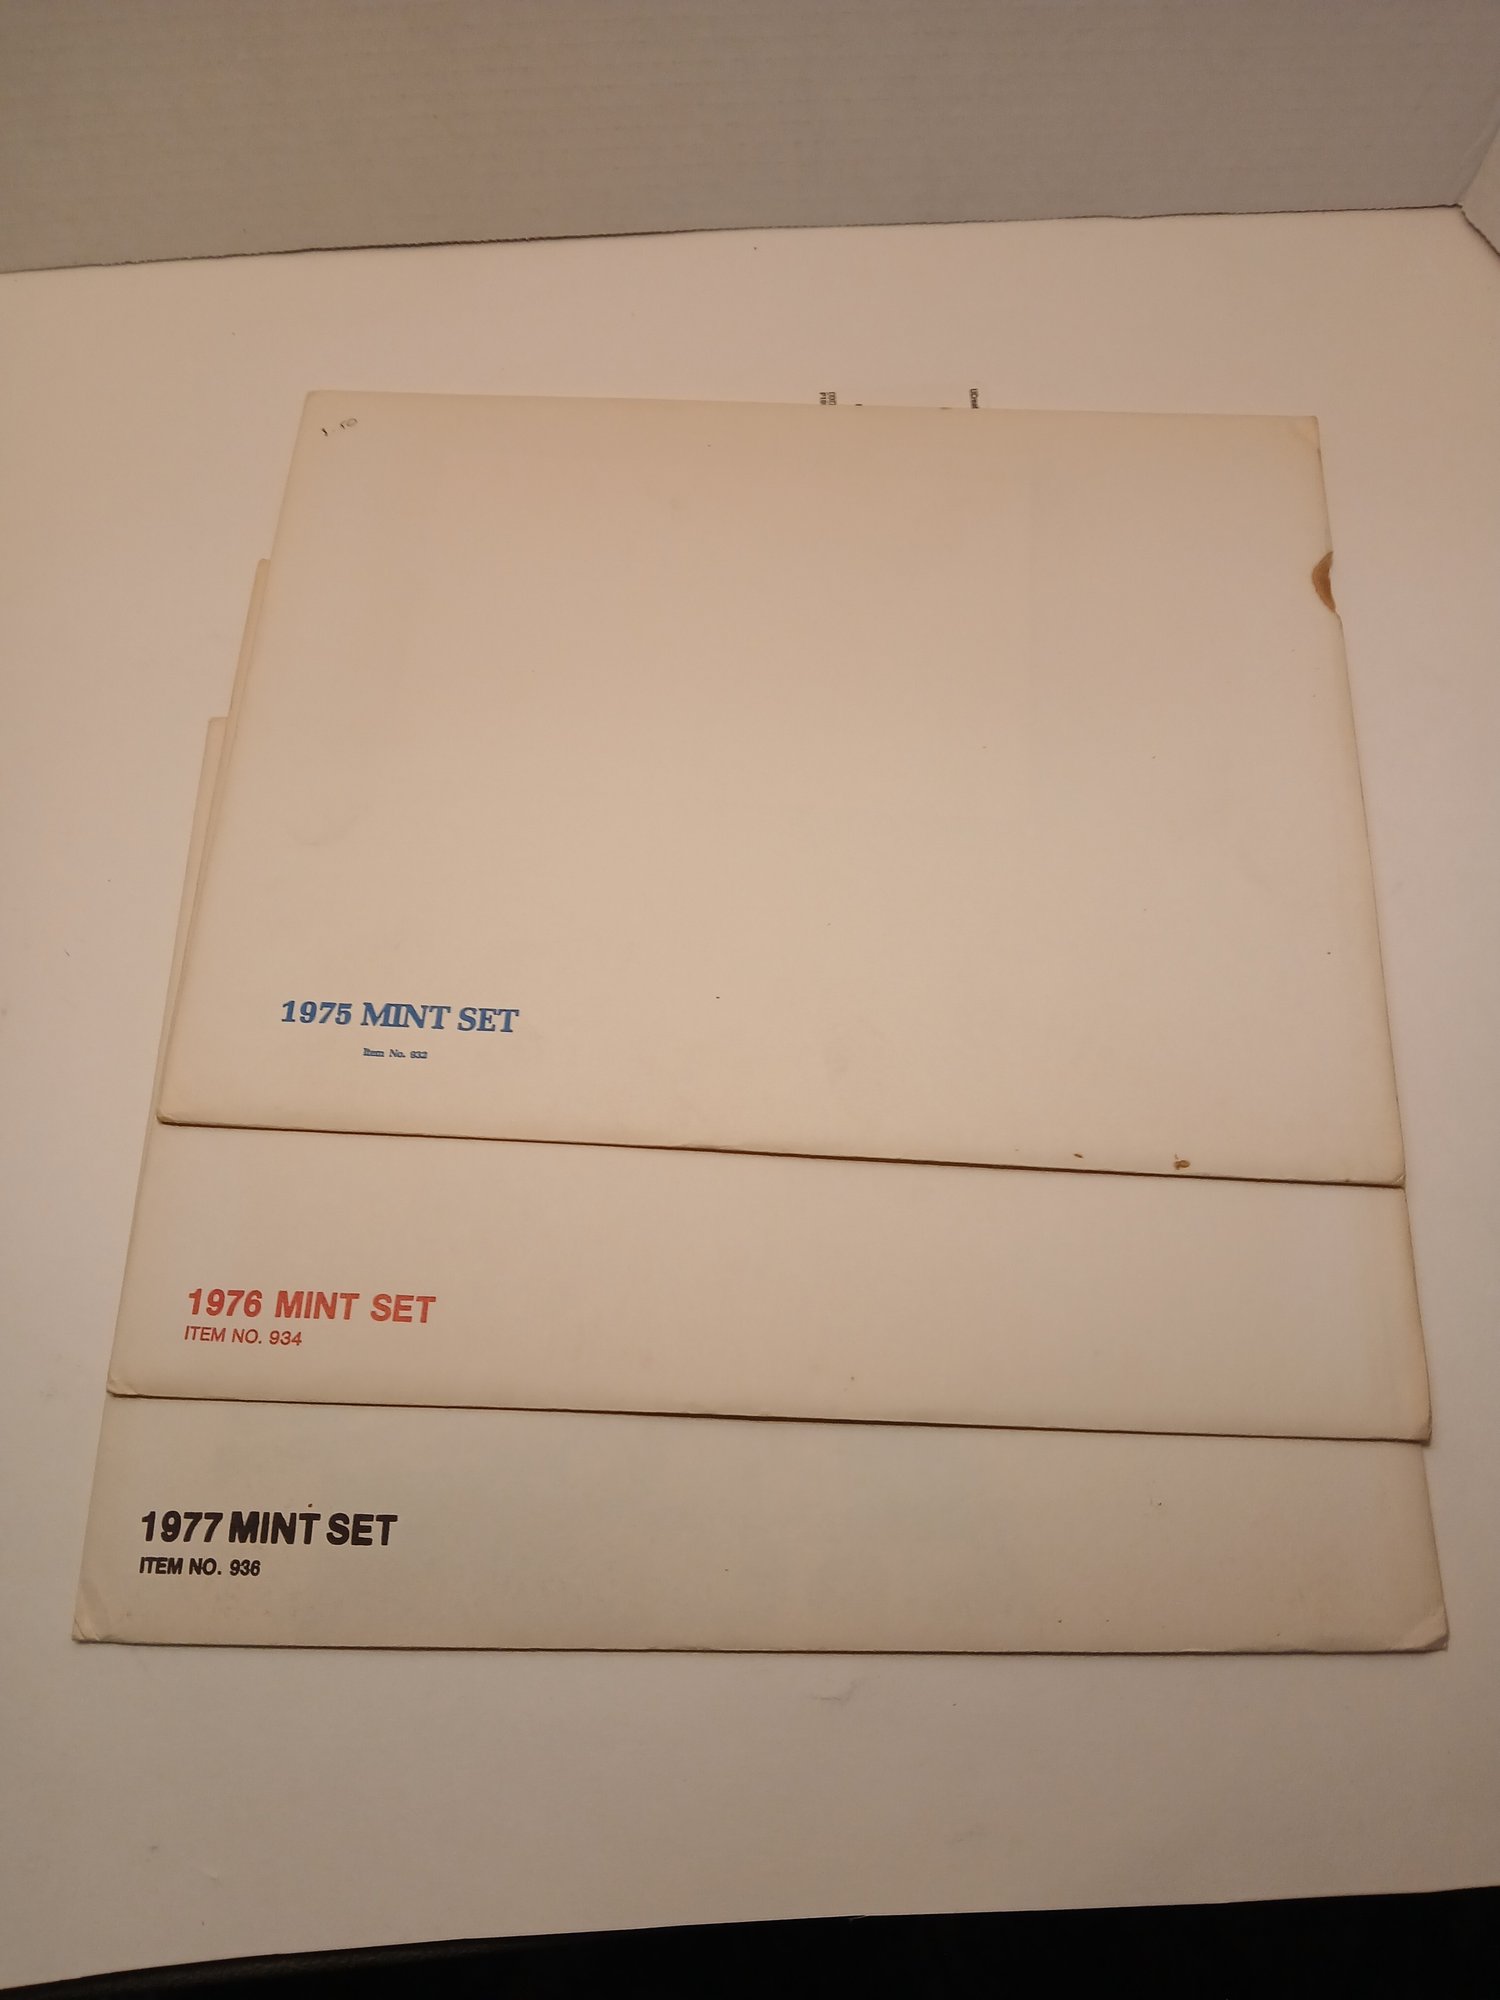 1975 MINT SET
Item No. 932
1976 MINT SET
ITEM NO. 934
1977 MINT SET
ITEM NO. 936